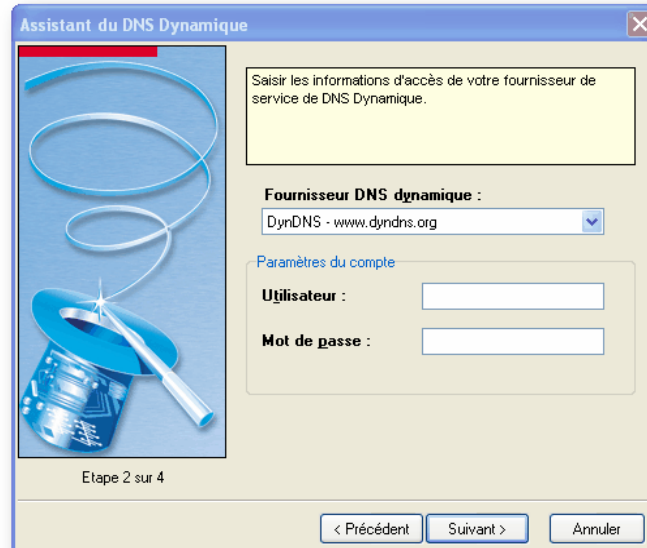 Assistant du DNS Dynamique
Saisir les informations d'accès de votre fournisseur de
service de DNS Dynamique.
Fournisseur DNS dynamique :
DynDNS - www.dyndns.org
Paramètres du compte
Utilisateur :
Mot de passe :
Etape 2 sur 4
< Précédent
Suivant >
Annuler